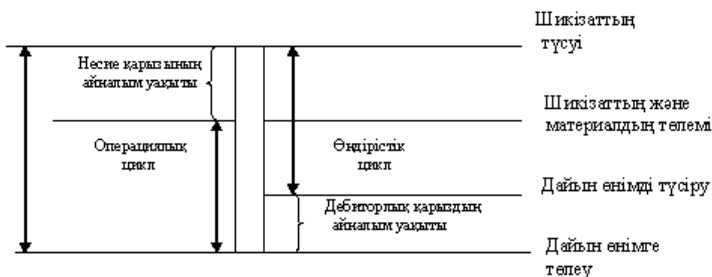 Шикізаттың
түсуі
Несие қарызының
айналым уақыты
Шикізаттың және
материалдың төлемі
Операциялық
цикл
Өндірістік
цикл
Дайын өнімді түсіру
Дебиторлық қарыздың
айналым уақыты
Дайын өнімге
төлеу